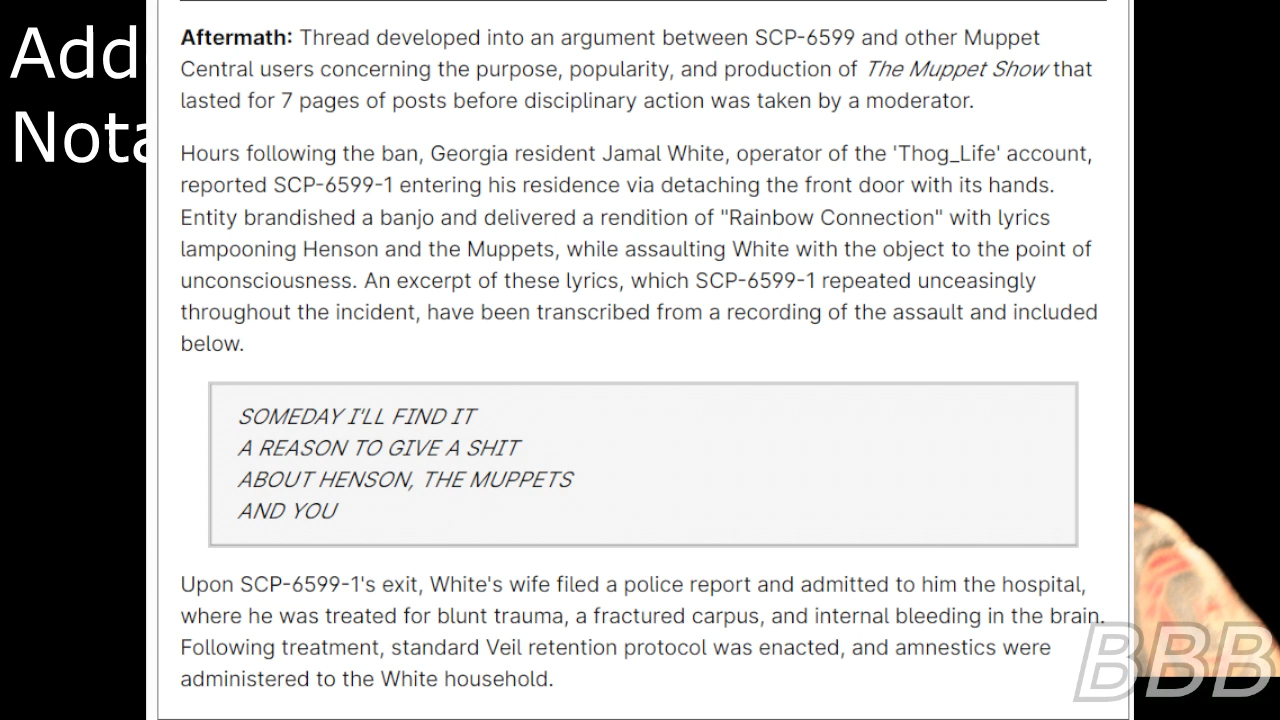 Add
Nota
Aftermath: Thread developed into an argument between SCP-6599 and other Muppet
Central users concerning the purpose, popularity, and production of The Muppet Show that
lasted for 7 pages of posts before disciplinary action was taken by a moderator.
Hours following the ban, Georgia resident Jamal White, operator of the 'Thog_Life' account,
reported SCP-6599-1 entering his residence via detaching the front door with its hands.
Entity brandished a banjo and delivered a rendition of "Rainbow Connection" with lyrics
lampooning Henson and the Muppets, while assaulting White with the object to the point of
unconsciousness. An excerpt of these lyrics, which SCP-6599-1 repeated unceasingly
throughout the incident, have been transcribed from a recording of the assault and included
below.
SOMEDAY I'LL FIND IT
A REASON TO GIVE A SHIT
ABOUT HENSON, THE MUPPETS
AND YOU
Upon SCP-6599-1's exit, White's wife filed a police report and admitted to him the hospital,
where he was treated for blunt trauma, a fractured carpus, and internal bleeding in the brain.
Following treatment, standard Veil retention protocol was enacted, and amnestics were
administered to the White household.
BBB